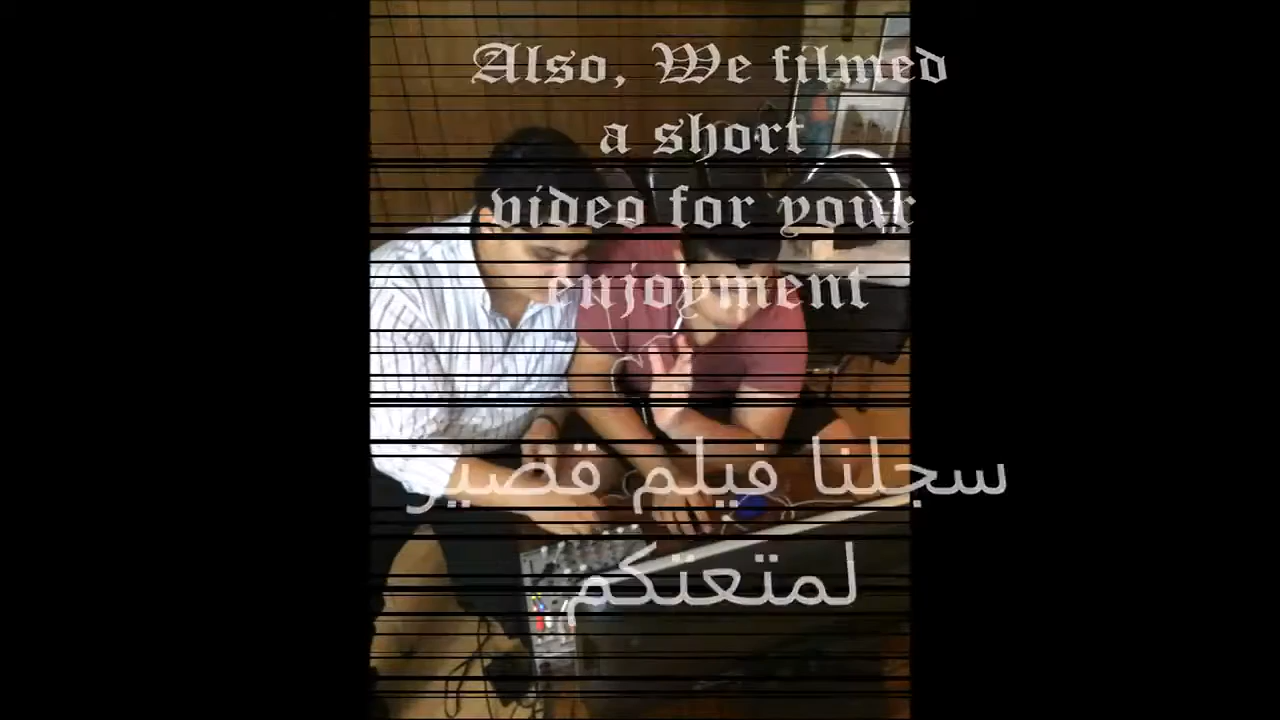 Also, We filmed
a short
video for your
enjoyment
سجلنا فيلم قصير
لمتعتكم